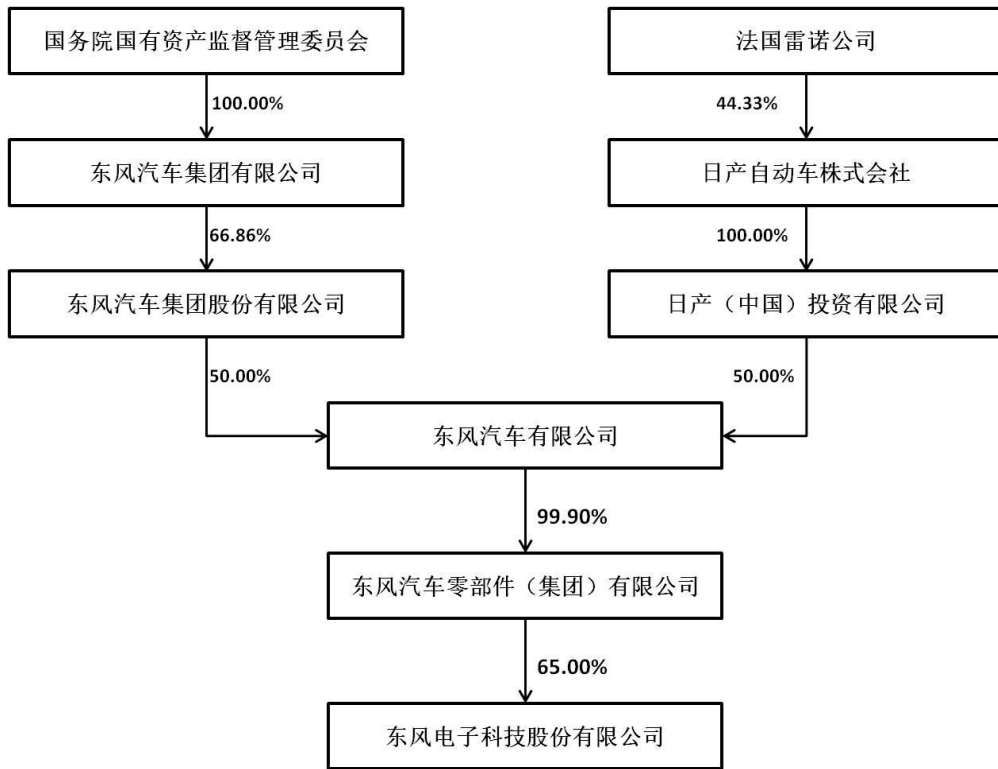 国务院国有资产监督管理委员会
法国雷诺公司
100.00%
44.33%
东风汽车集团有限公司
日产自动车株式会社
66.86%
100.00%
东风汽车集团股份有限公司
日产（中国）投资有限公司
50.00%
50.00%
东风汽车有限公司
99.90%
东风汽车零部件（集团）有限公司
65.00%
东风电子科技股份有限公司